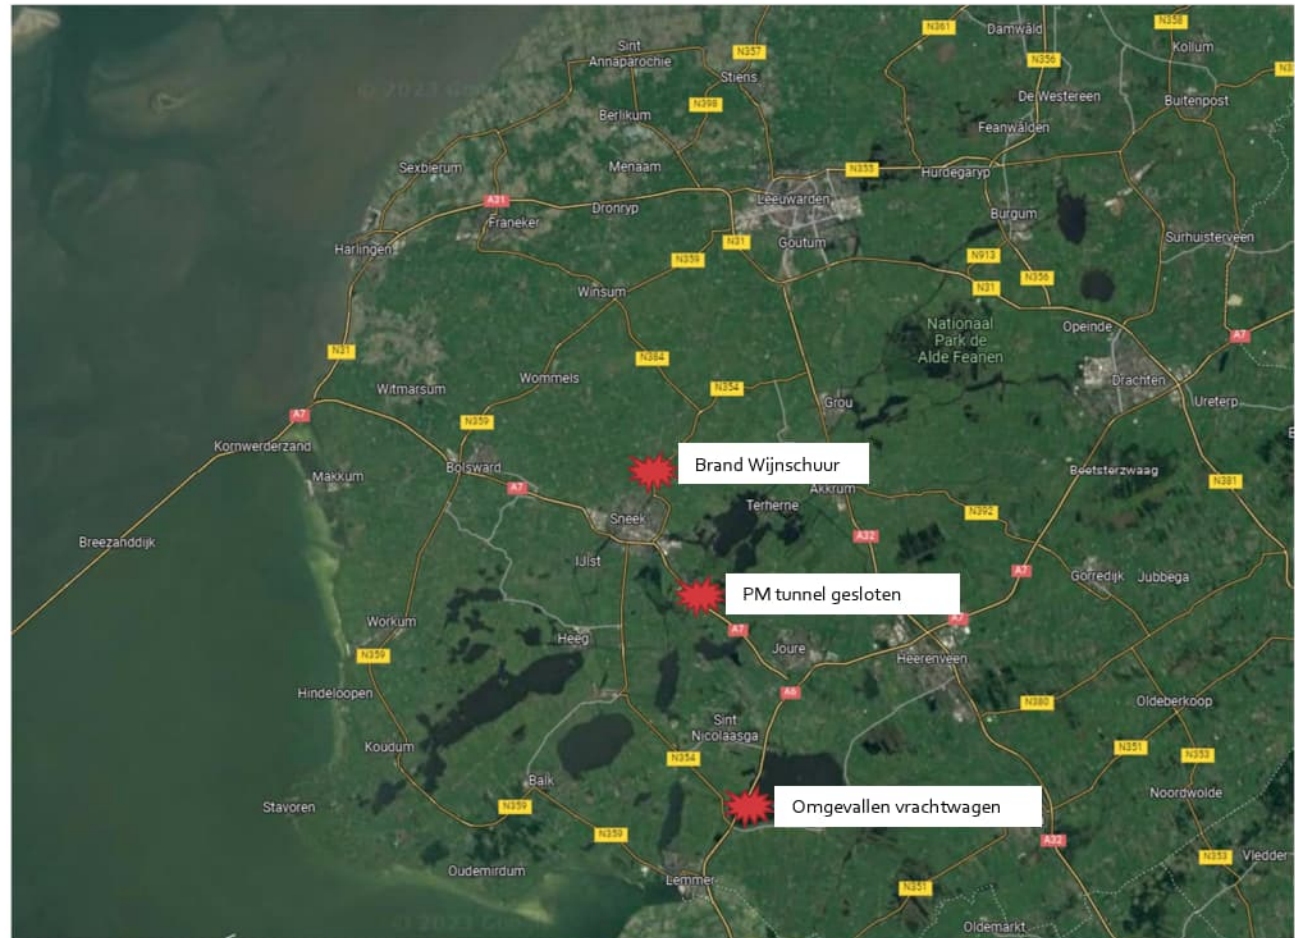 N361
Damwâld
N358
Sint
Annaparochie
N357
Kollum
Stiens
N356
De Westereen
N398
Buitenpost
Berlikum
Feanwâlden
Sexbierum
Menaam
N355
Hurdegaryp
A31
Leeuwarden
Dronryp
Burgum
Franeker
Harlingen
N31
Goutum
Surhuisterveen
N359
N913
Winsum
N356
N31
Nationaal
Park de
Alde Feanen
Opeinde
A7
N31
N384
Wommels
Drachten
Witmarsum
N354
Grou
Ureterp
A7
N359
Kornwerderzand
Bolsward
Brand Wijnschuur
Makkum
Beetsterzwaag
A7
Akkrum
N381
Terherne
Sneek
N392
A32
Breezanddijk
IJlst
A7
Gorredijk
Jubbega
PM tunnel gesloten
Workum
A7
A7
Heeg
Joure
Heerenveen
N359
Hindeloopen
A6
N380
Oldeberkoop
Sint
Nicolaasga
Koudum
N351
N353
N354
Balk
Noordwolde
Stavoren
N359
Omgevallen vrachtwagen
N359
A32
Vledder
N353
Oudemirdum
Lemmer
N351
Oldemarkt